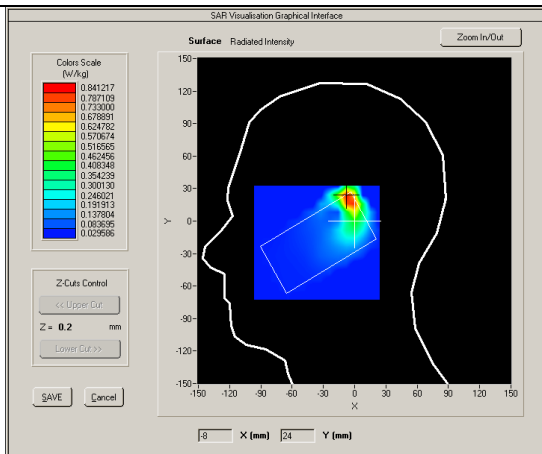 SAR Visualisation Graphical Interface
Surface Radiated Intensity
Zoom In/Out
Colors Scale
(W/kg)
0.841217
0.787109
0.733000
0.678891
0.624782
0.570674
0.516565
0.462456
0.408348
0.354239
0.300130
0.246021
0.191913
0.137804
0.083695
0.029586
Z-Cuts Control
<< Upper Cut
Z = 0.2 mm
Lower Cut >>
SAVE
Cancel
150
120
90
60
30
0
-30
-60
-90
-120
-150
Y
-150 -120 -90 -60 -30 0 30 60 90 120 150
X
-8 X (mm) 24 Y (mm)